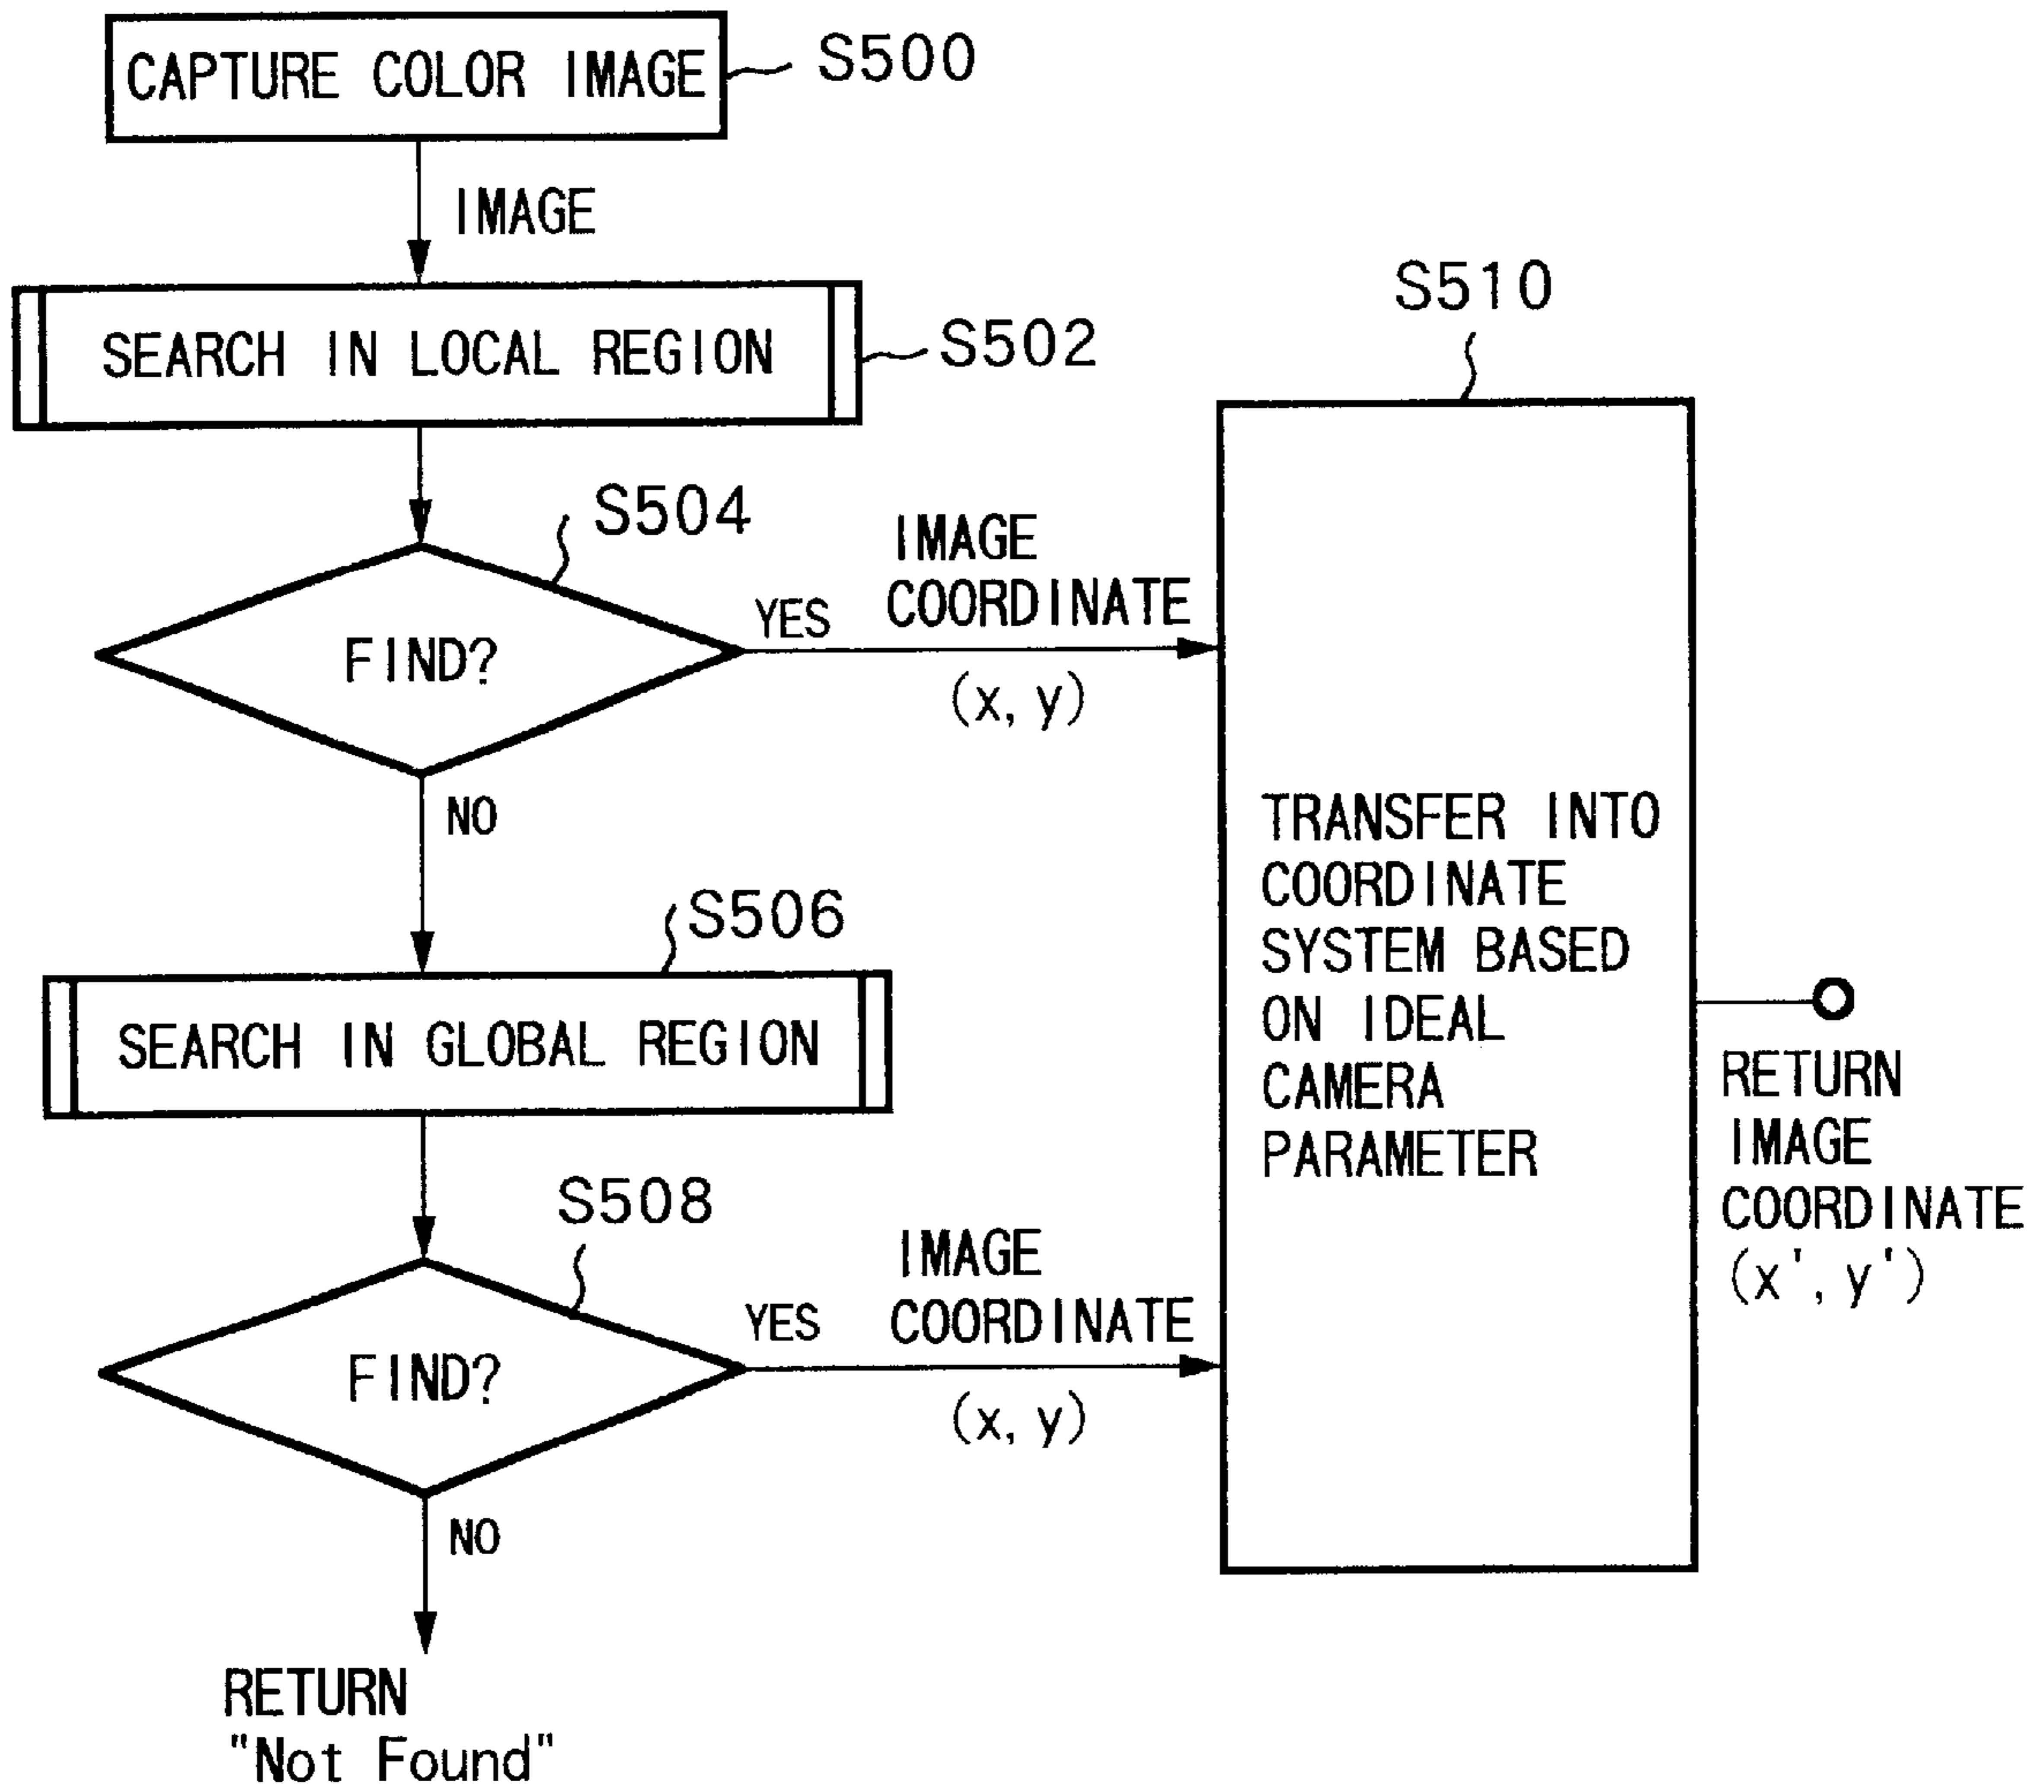 CAPTURE COLOR IMAGE
S500
IMAGE
SEARCH IN LOCAL REGION
S502
S504
FIND?
YES
IMAGE
COORDINATE
(x, y)
NO
S506
SEARCH IN GLOBAL REGION
S508
FIND?
YES
IMAGE
COORDINATE
(x, y)
NO
RETURN
"Not Found"
S510
TRANSFER INTO
COORDINATE
SYSTEM BASED
ON IDEAL
CAMERA
PARAMETER
RETURN
IMAGE
COORDINATE
(x', y')